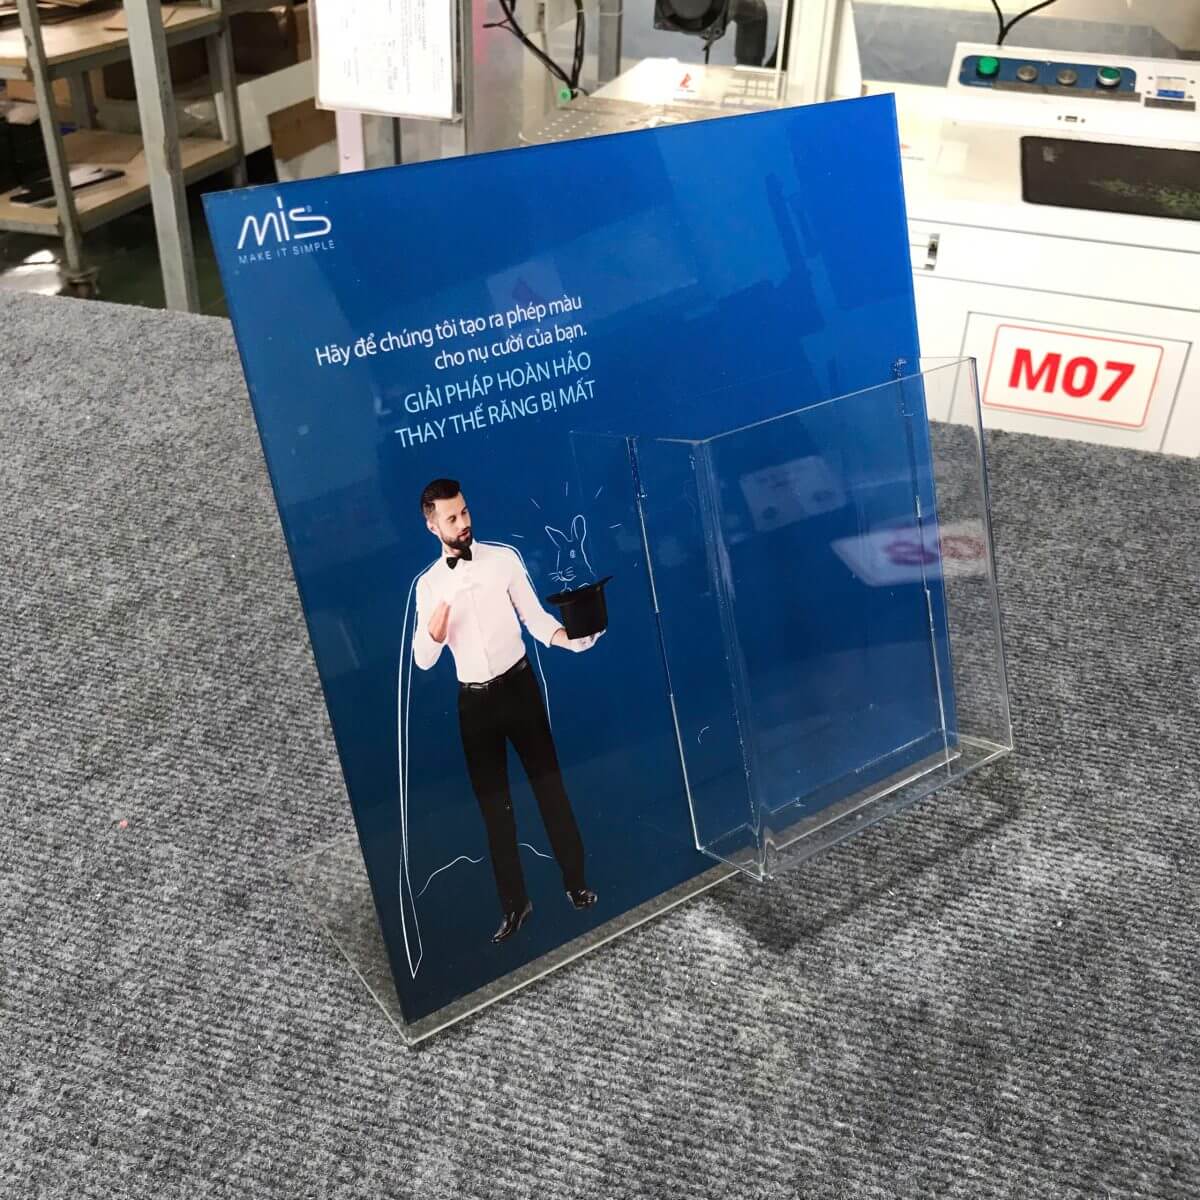 MIS®
MAKE IT SIMPLE
Hãy để chúng tôi tạo ra phép màu
cho nụ cười của bạn.
GIẢI PHÁP HOÀN HẢO
THAY THẾ RĂNG BỊ MẤT
M07